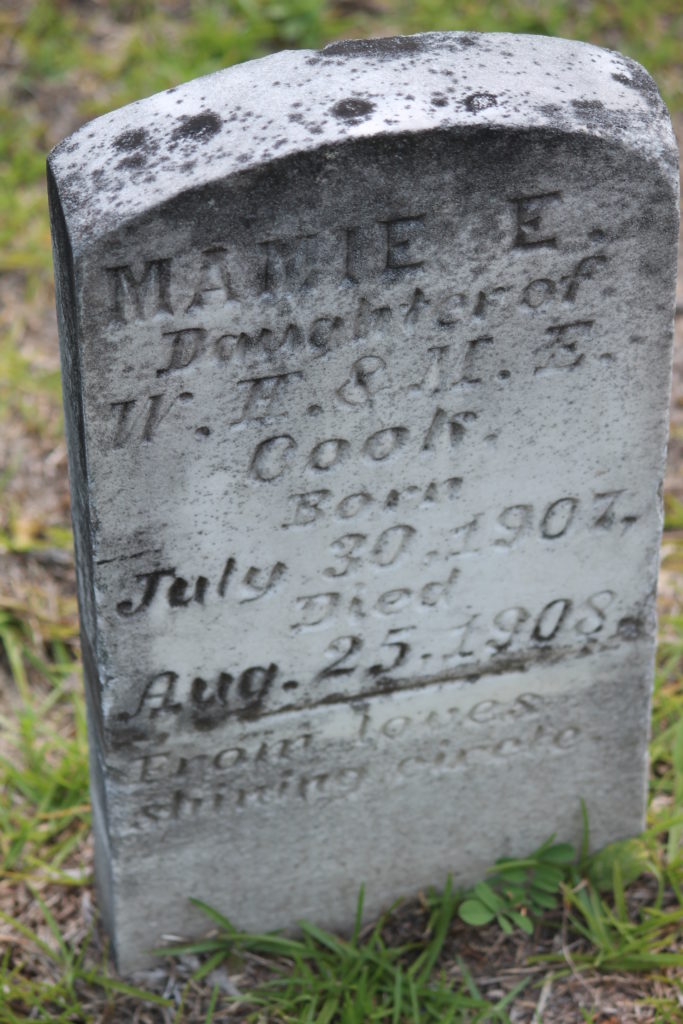 MAMIE E.
Daughter of
W. H. & M. E.
Cook.
Born
July 30. 1907.
Died
Aug. 25. 1908.
From loves
shining circle.